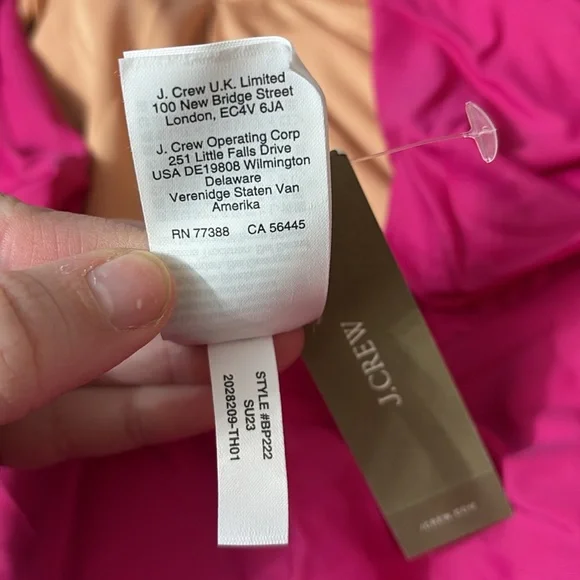 J. Crew U.K. Limited
100 New Bridge Street
London, EC4V 6JA
J. Crew Operating Corp
251 Little Falls Drive
USA DE19808 Wilmington
Delaware
Verenidge Staten Van
Amerika
RN 77388 CA 56445
STYLE #BP222
SU23
2028209-TH01
J.CREW